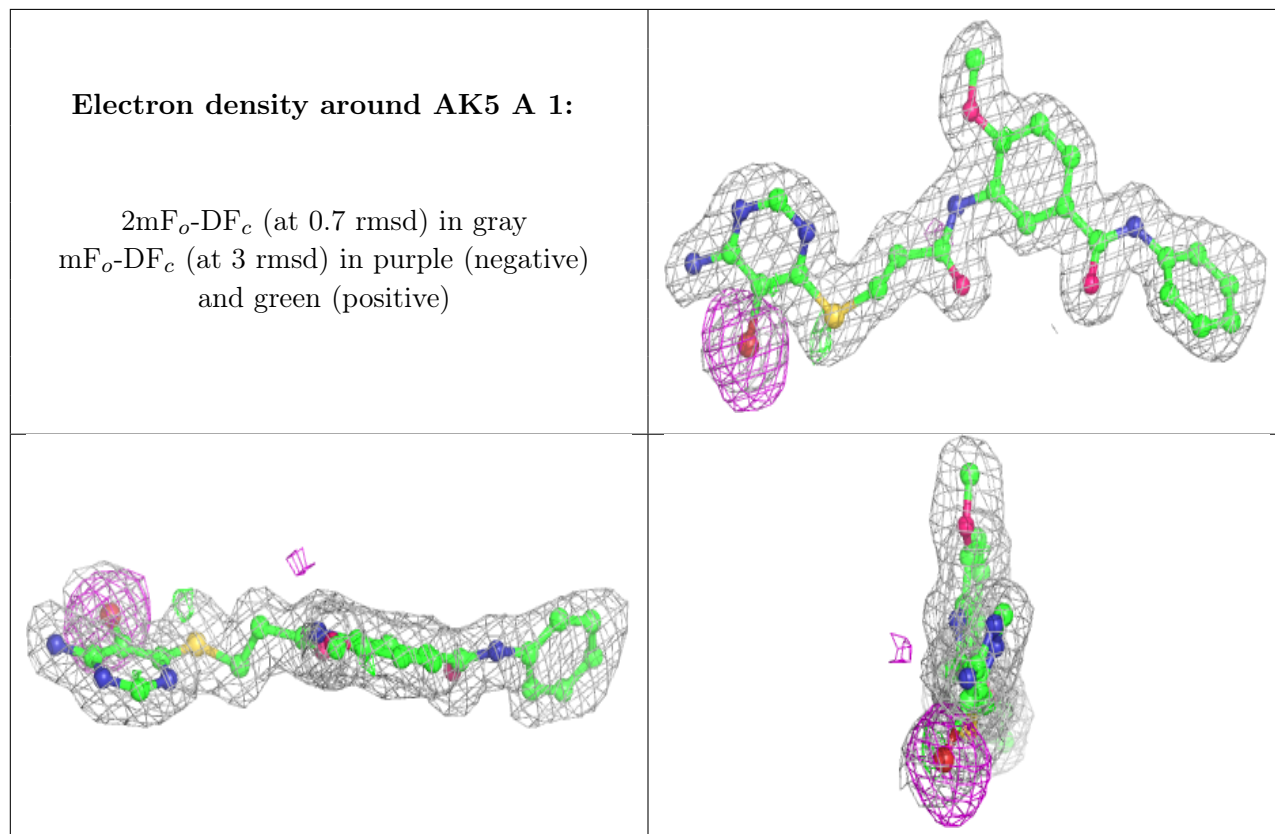 Electron density around AK5 A 1:
2mFo-DFc (at 0.7 rmsd) in gray
mFo-DFc (at 3 rmsd) in purple (negative)
and green (positive)